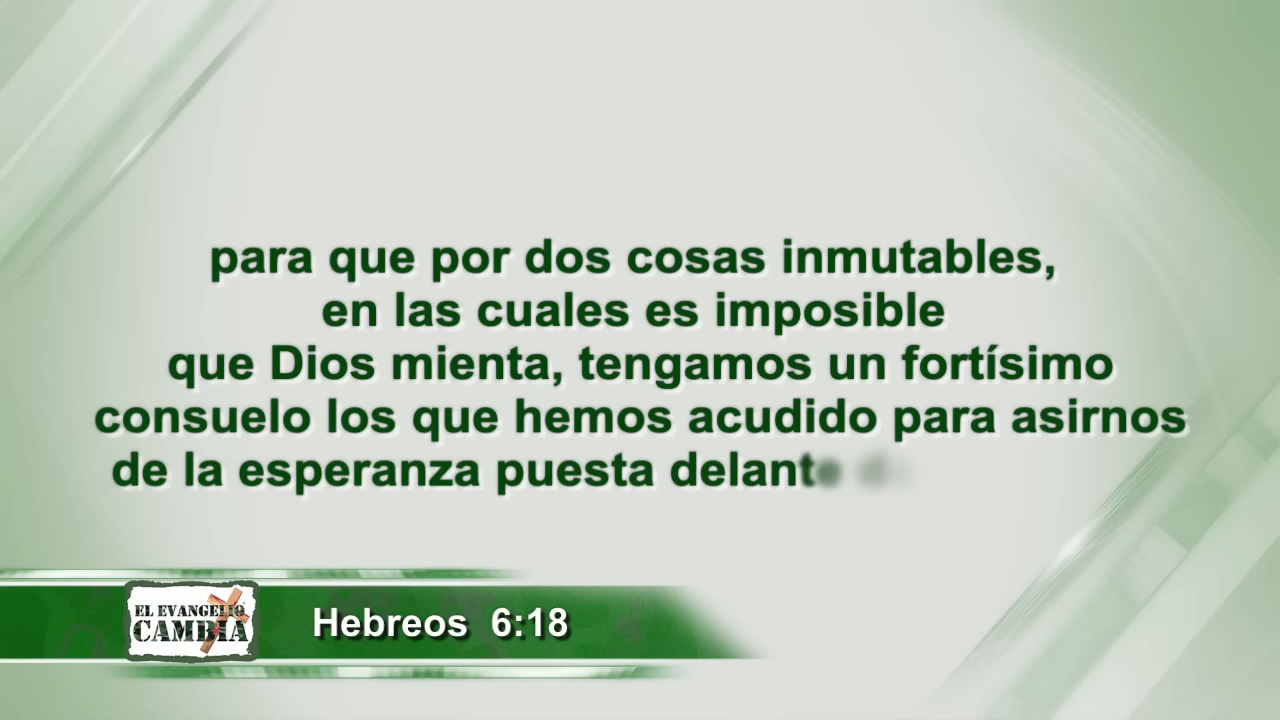 para que por dos cosas inmutables,
en las cuales es imposible
que Dios mienta, tengamos un fortísimo
consuelo los que hemos acudido para asirnos
de la esperanza puesta delante
EL EVANGELIO
CAMBIA
Hebreos 6:18